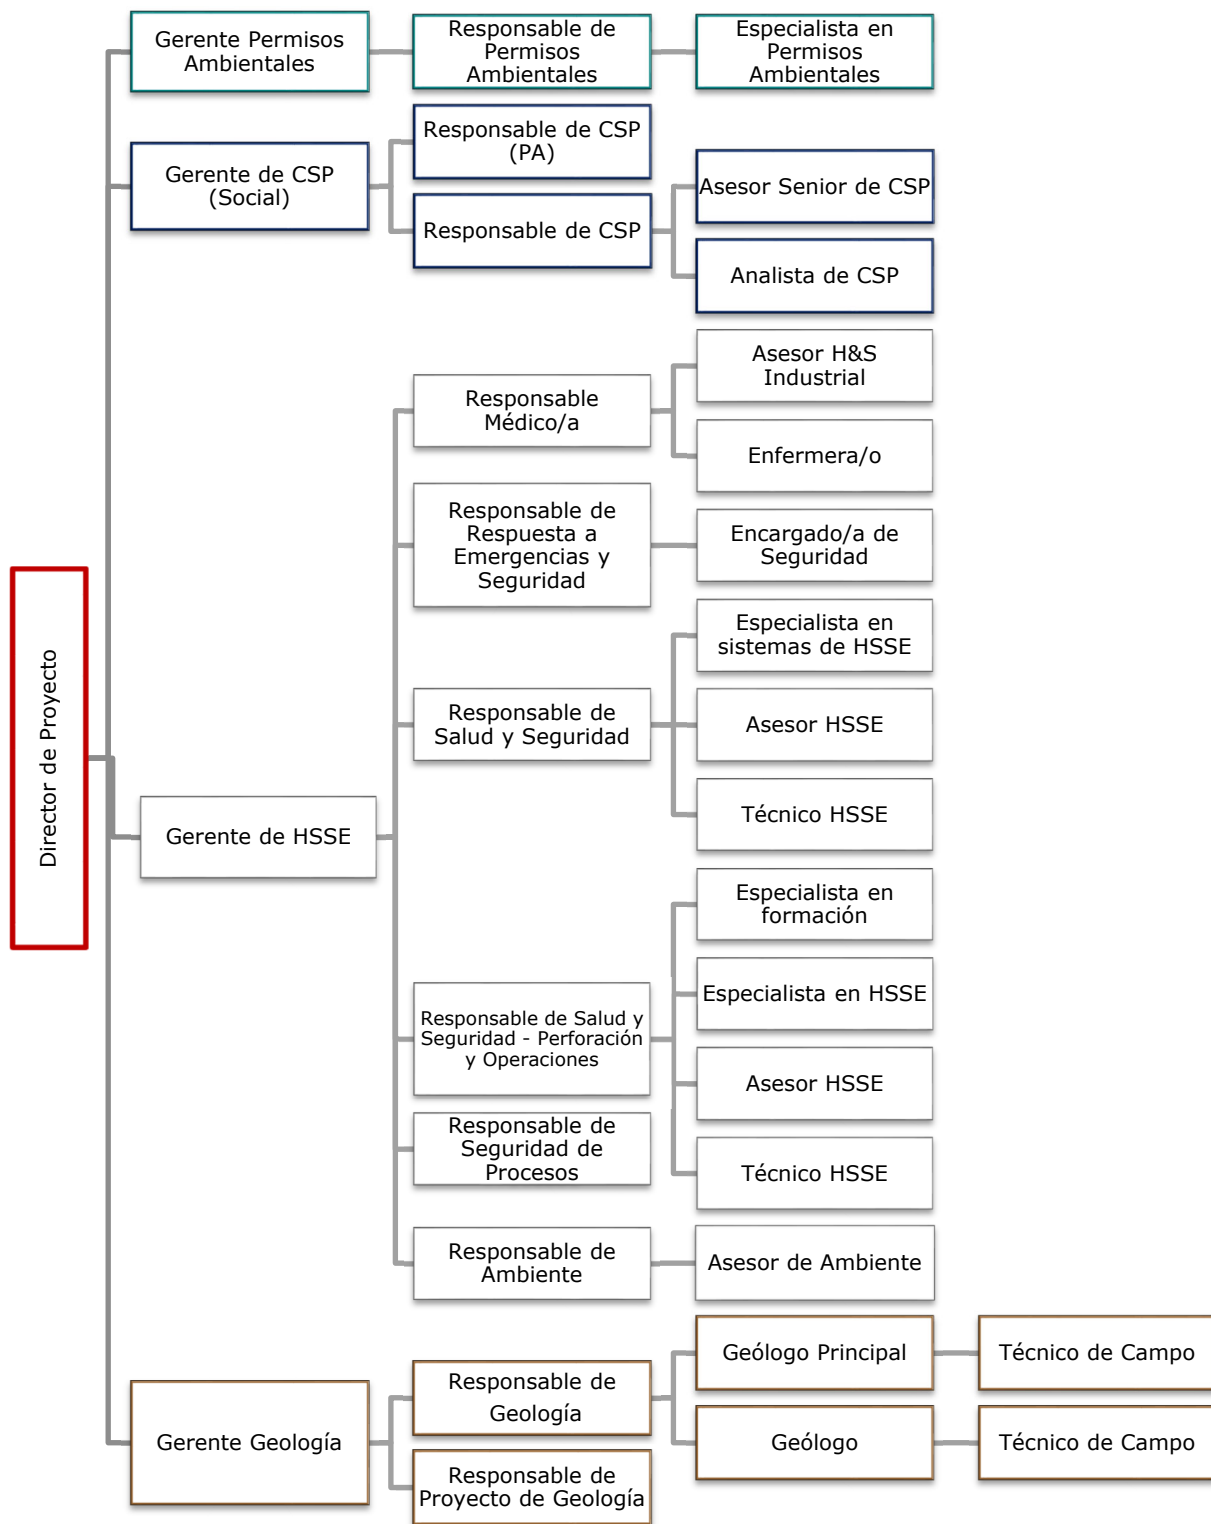 Director de Proyecto
Gerente Permisos
Ambientales
Responsable de
Permisos
Ambientales
Especialista en
Permisos
Ambientales
Gerente de CSP
(Social)
Responsable de CSP
(PA)
Responsable de CSP
Asesor Senior de CSP
Analista de CSP
Gerente de HSSE
Responsable
Médico/a
Asesor H&S
Industrial
Enfermera/o
Responsable de
Respuesta a
Emergencias y
Seguridad
Encargado/a de
Seguridad
Responsable de
Salud y Seguridad
Especialista en
sistemas de HSSE
Asesor HSSE
Técnico HSSE
Responsable de Salud y
Seguridad - Perforación
y Operaciones
Especialista en
formación
Especialista en HSSE
Asesor HSSE
Técnico HSSE
Responsable de
Seguridad de
Procesos
Responsable de
Ambiente
Asesor de Ambiente
Gerente Geología
Responsable de
Geología
Geólogo Principal
Técnico de Campo
Geólogo
Técnico de Campo
Responsable de
Proyecto de Geología